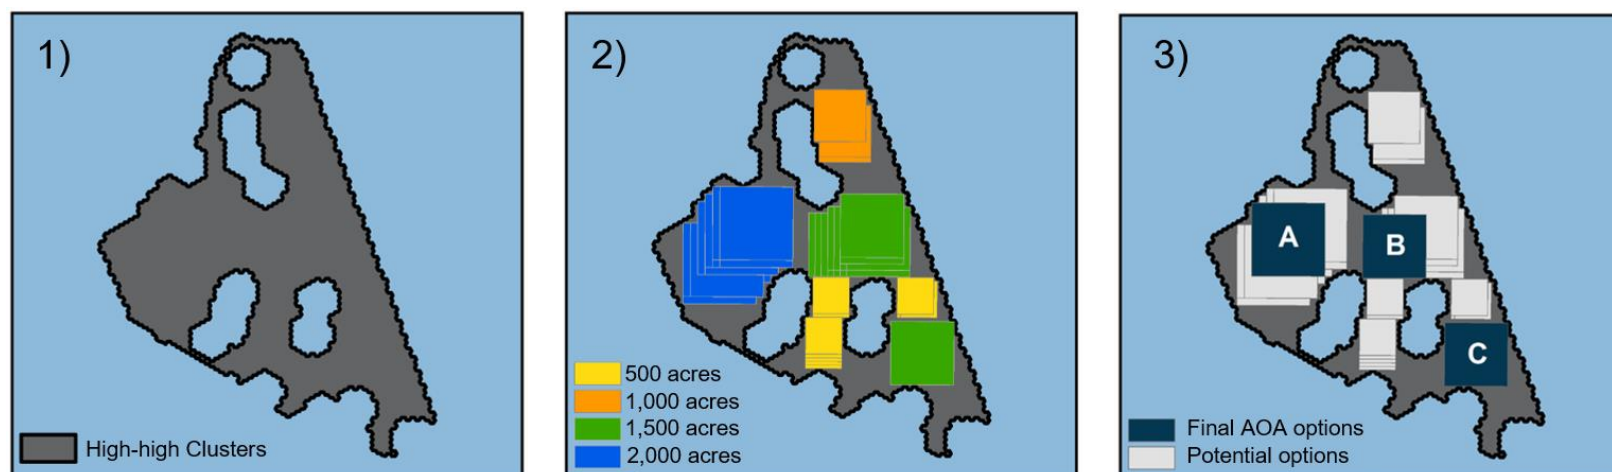 1)
High-high Clusters
2)
500 acres
1,000 acres
1,500 acres
2,000 acres
3)
A
B
C
Final AOA options
Potential options